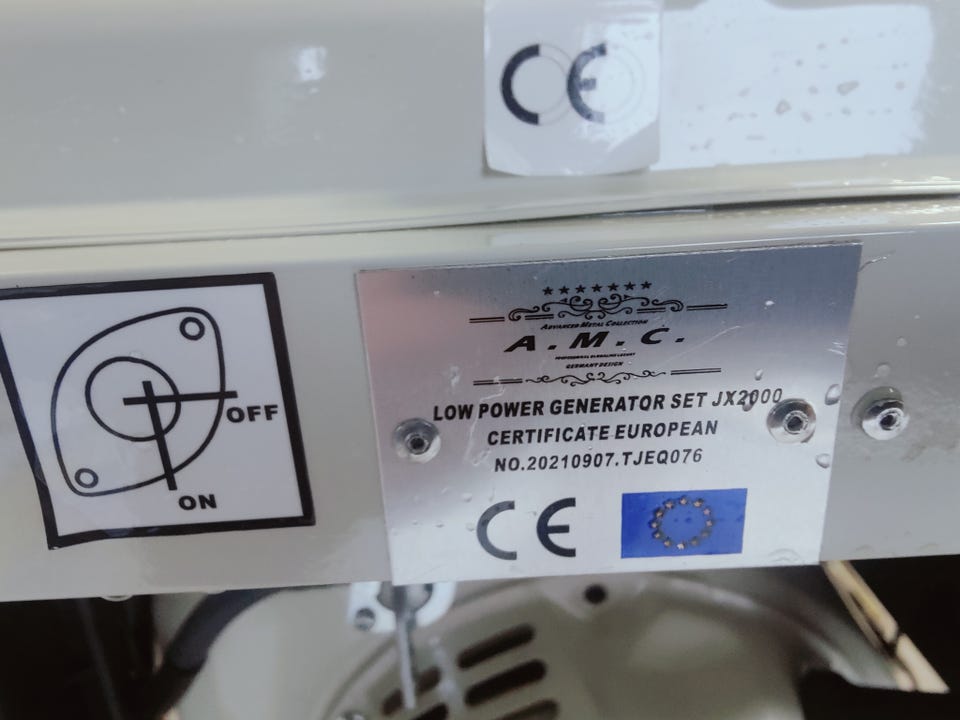 CE
★★★★★★★
ADVANCED METAL COLLECTION
A.M.C.
GERMANY DESIGN
LOW POWER GENERATOR SET JX2000
CERTIFICATE EUROPEAN
NO.20210907.TJEQ076
CE
OFF
ON